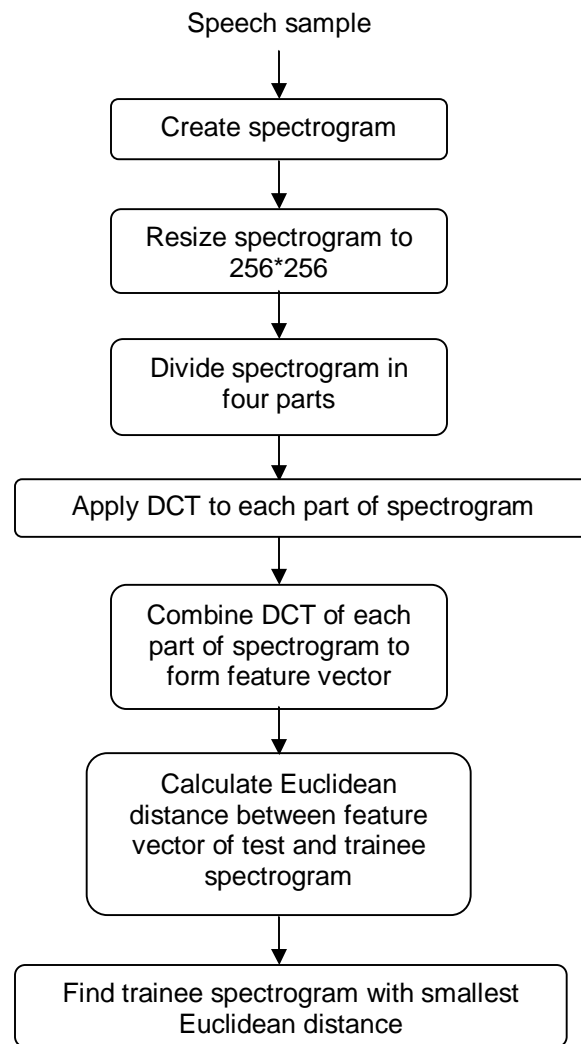 Speech sample
Create spectrogram
Resize spectrogram to
256*256
Divide spectrogram in
four parts
Apply DCT to each part of spectrogram
Combine DCT of each
part of spectrogram to
form feature vector
Calculate Euclidean
distance between feature
vector of test and trainee
spectrogram
Find trainee spectrogram with smallest
Euclidean distance